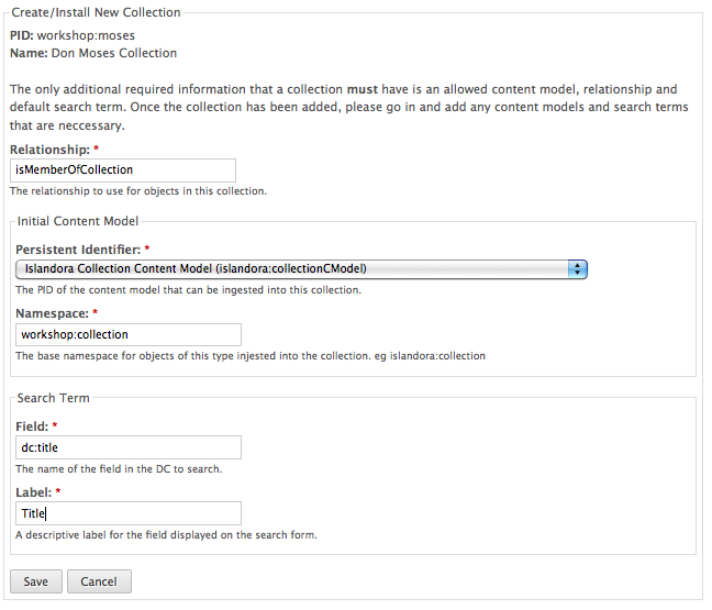 Create/Install New Collection
PID: workshop:moses
Name: Don Moses Collection
The only additional required information that a collection must have is an allowed content model, relationship and
default search term. Once the collection has been added, please go in and add any content models and search terms
that are neccessary.
Relationship: *
isMemberOfCollection
The relationship to use for objects in this collection.
Initial Content Model
Persistent Identifier: *
Islandora Collection Content Model (islandora:collectionCModel)
The PID of the content model that can be ingested into this collection.
Namespace: *
workshop:collection
The base namespace for objects of this type injested into the collection. eg islandora:collection
Search Term
Field: *
dc:title
The name of the field in the DC to search.
Label: *
Title
A descriptive label for the field displayed on the search form.
Save Cancel